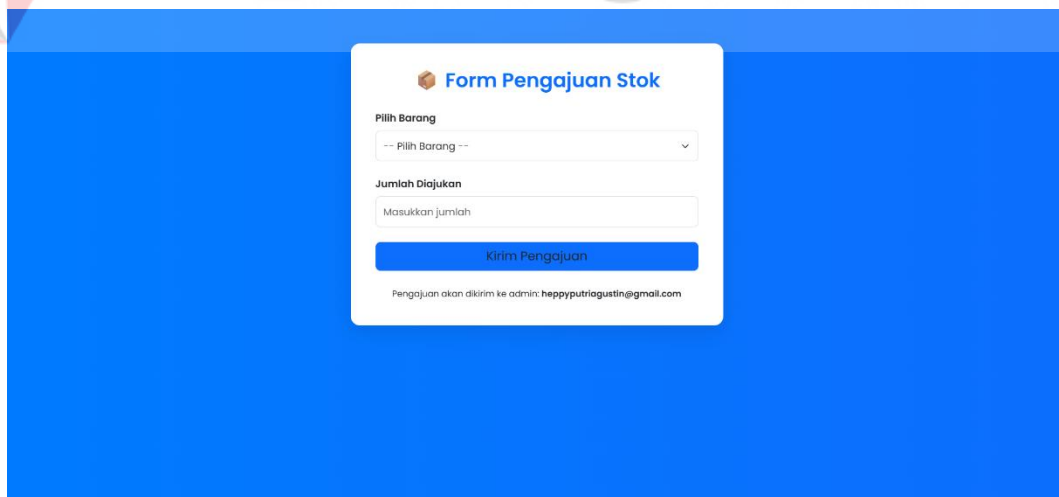 Form Pengajuan Stok
Pilih Barang
-- Pilih Barang --
Jumlah Diajukan
Masukkan jumlah
Kirim Pengajuan
Pengajuan akan dikirim ke admin: heppyputriagustin@gmail.com